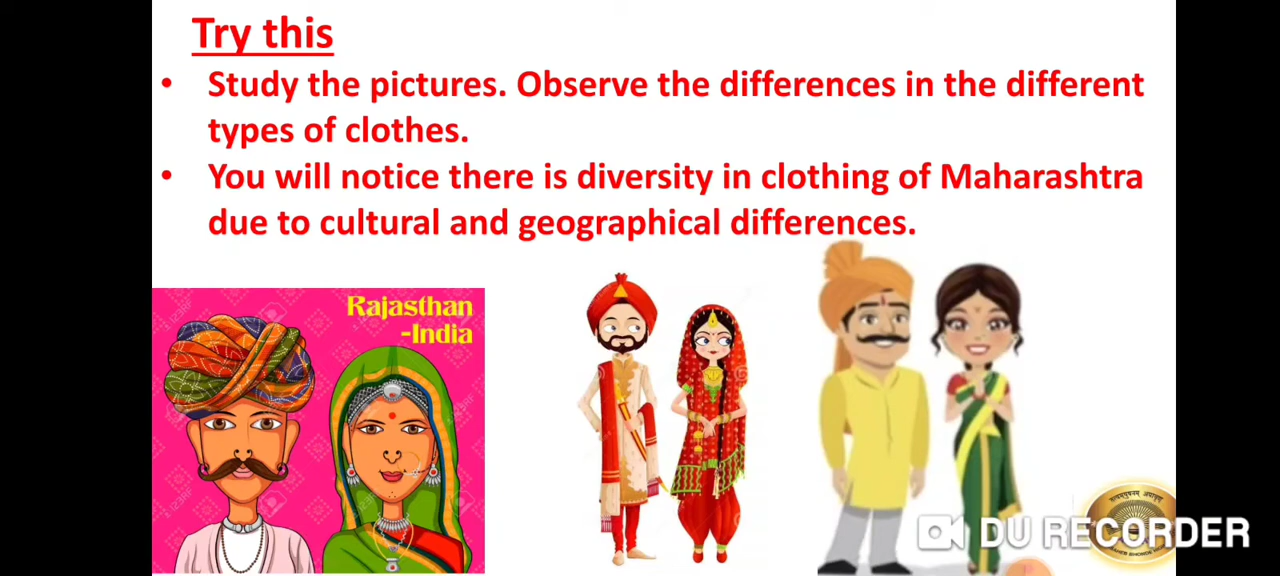 Try this
• Study the pictures. Observe the differences in the different
types of clothes.
• You will notice there is diversity in clothing of Maharashtra
due to cultural and geographical differences.
Rajasthan
-India
DU RECORDER